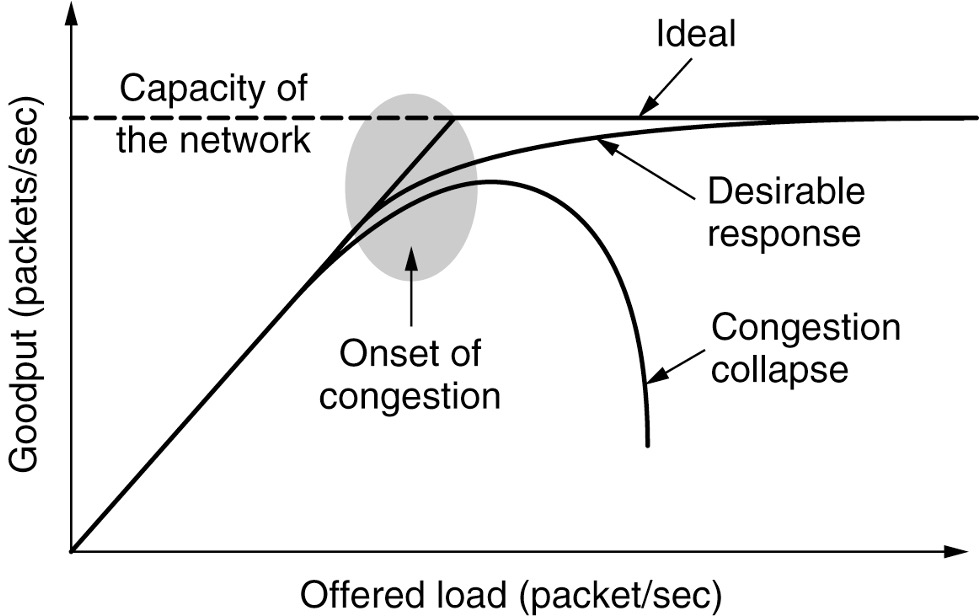 Ideal
Capacity of
the network
Desirable
response
Congestion
collapse
Onset of
congestion
Goodput (packets/sec)
Offered load (packet/sec)